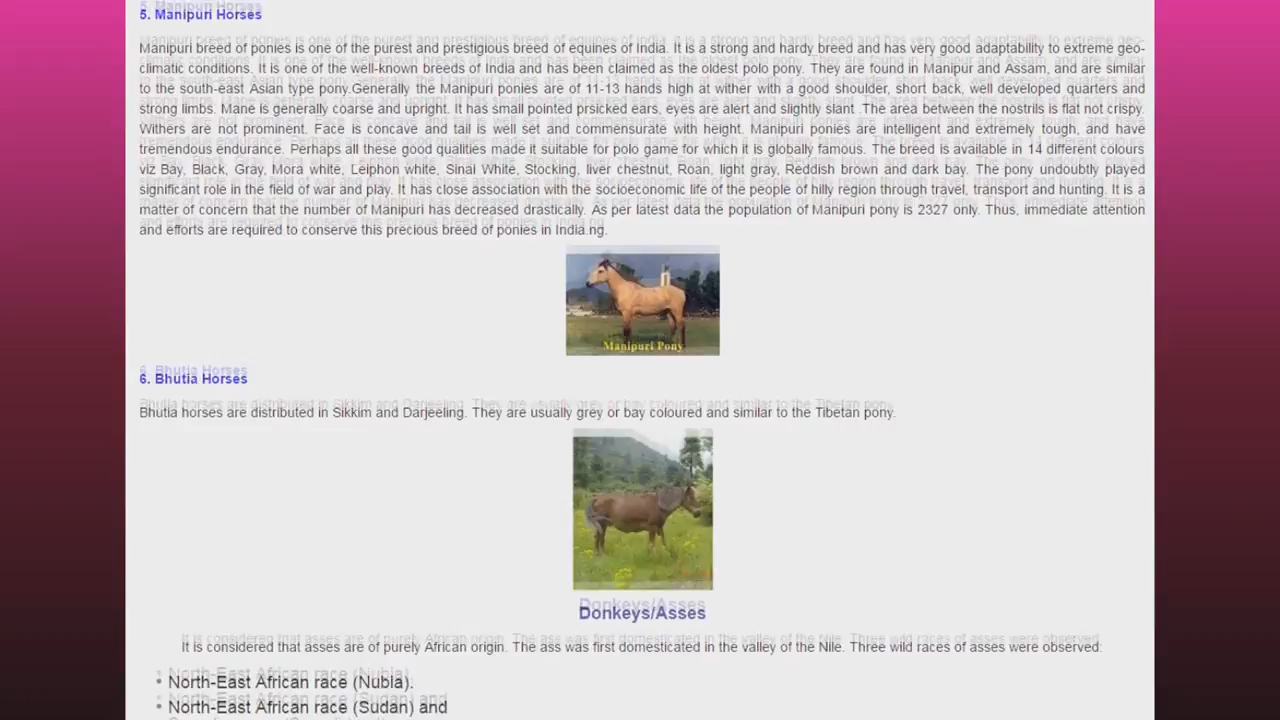 5. Manipuri Horses
Manipuri breed of ponies is one of the purest and prestigious breed of equines of India. It is a strong and hardy breed and has very good adaptability to extreme geo-
climatic conditions. It is one of the well-known breeds of India and has been claimed as the oldest polo pony. They are found in Manipur and Assam, and are similar
to the south-east Asian type pony.Generally the Manipuri ponies are of 11-13 hands high at wither with a good shoulder, short back, well developed quarters and
strong limbs. Mane is generally coarse and upright. It has small pointed prsicked ears, eyes are alert and slightly slant. The area between the nostrils is flat not crispy.
Withers are not prominent. Face is concave and tail is well set and commensurate with height. Manipuri ponies are intelligent and extremely tough, and have
tremendous endurance. Perhaps all these good qualities made it suitable for polo game for which it is globally famous. The breed is available in 14 different colours
viz Bay, Black, Gray, Mora white, Leiphon white, Sinai White, Stocking, liver chestnut, Roan, light gray, Reddish brown and dark bay. The pony undoubtly played
significant role in the field of war and play. It has close association with the socioeconomic life of the people of hilly region through travel, transport and hunting. It is a
matter of concern that the number of Manipuri has decreased drastically. As per latest data the population of Manipuri pony is 2327 only. Thus, immediate attention
and efforts are required to conserve this precious breed of ponies in India.ng.
Manipuri Pony
6. Bhutia Horses
Bhutia horses are distributed in Sikkim and Darjeeling. They are usually grey or bay coloured and similar to the Tibetan pony.
Donkeys/Asses
It is considered that asses are of purely African origin. The ass was first domesticated in the valley of the Nile. Three wild races of asses were observed:
• North-East African race (Nubia).
• North-East African race (Sudan) and